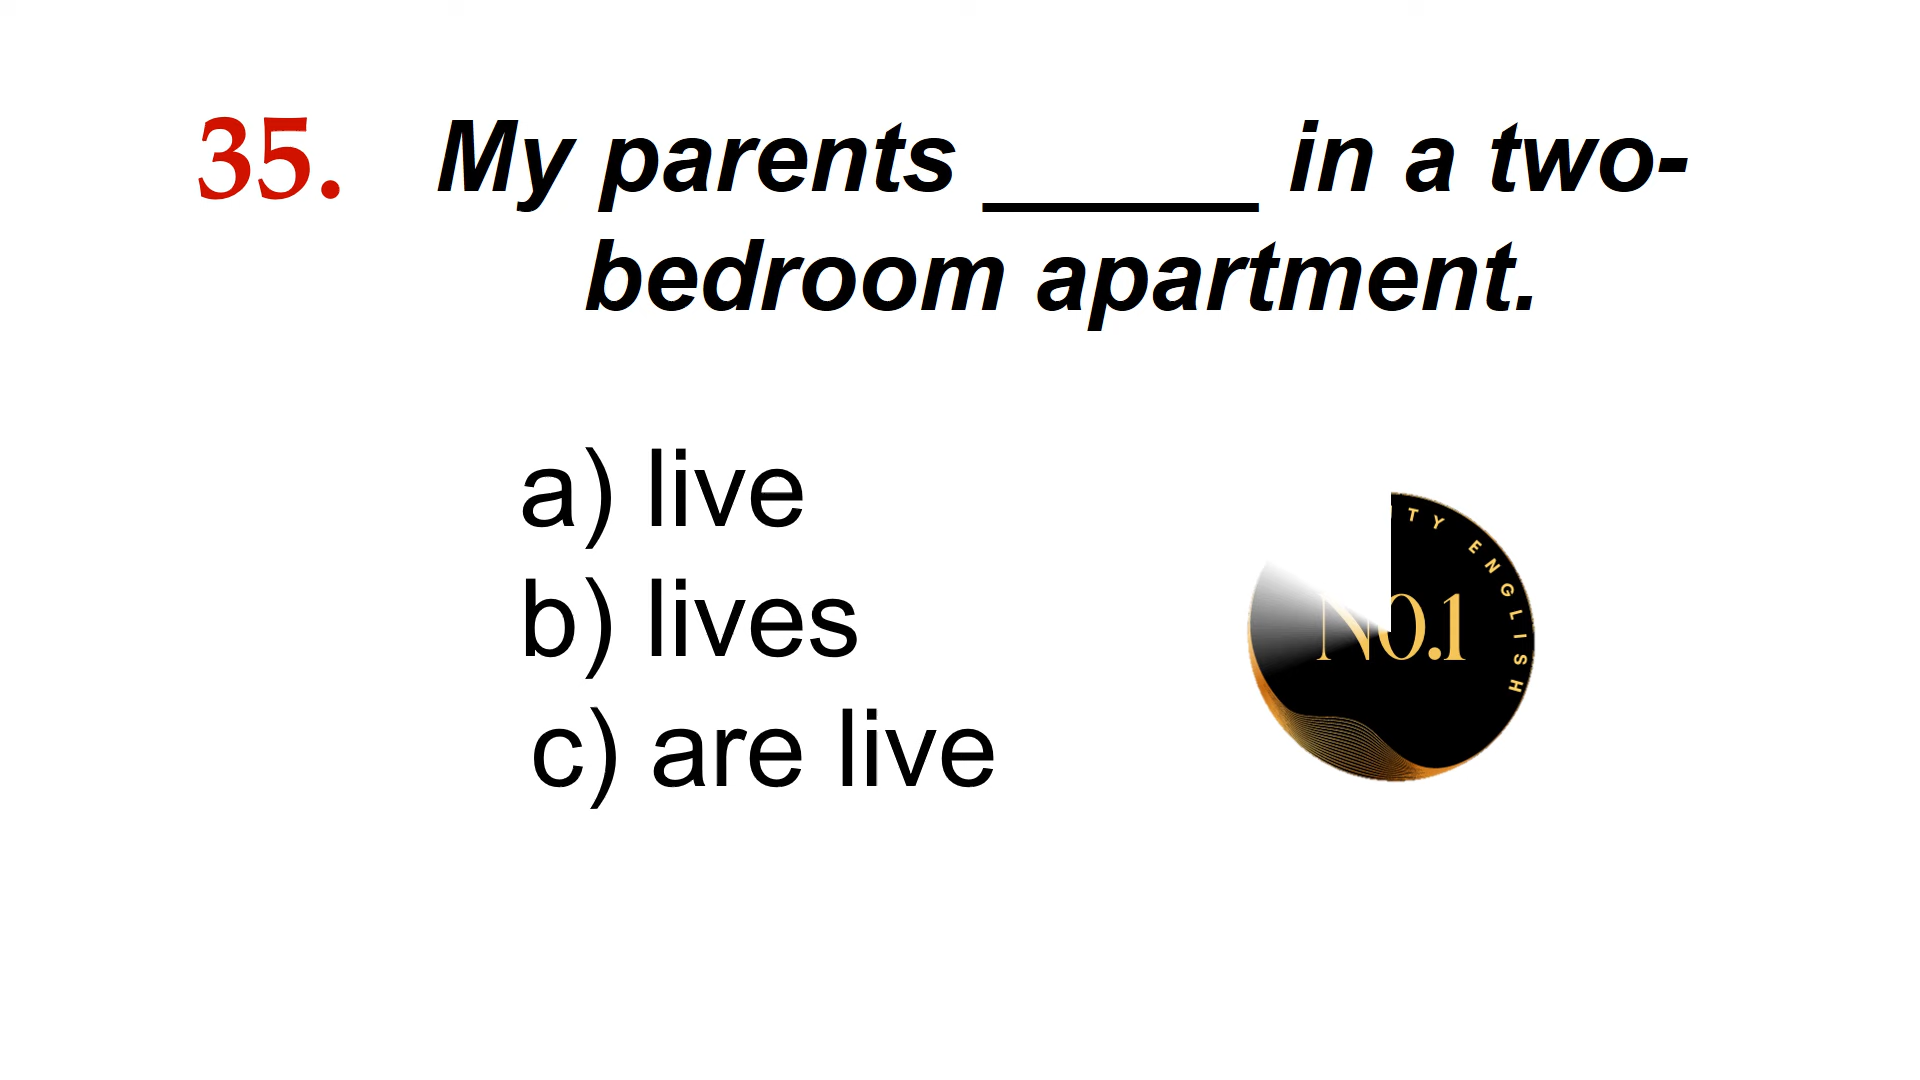 35. My parents _____ in a two-
bedroom apartment.
a) live
b) lives
c) are live
TY ENGLISH
NO.1